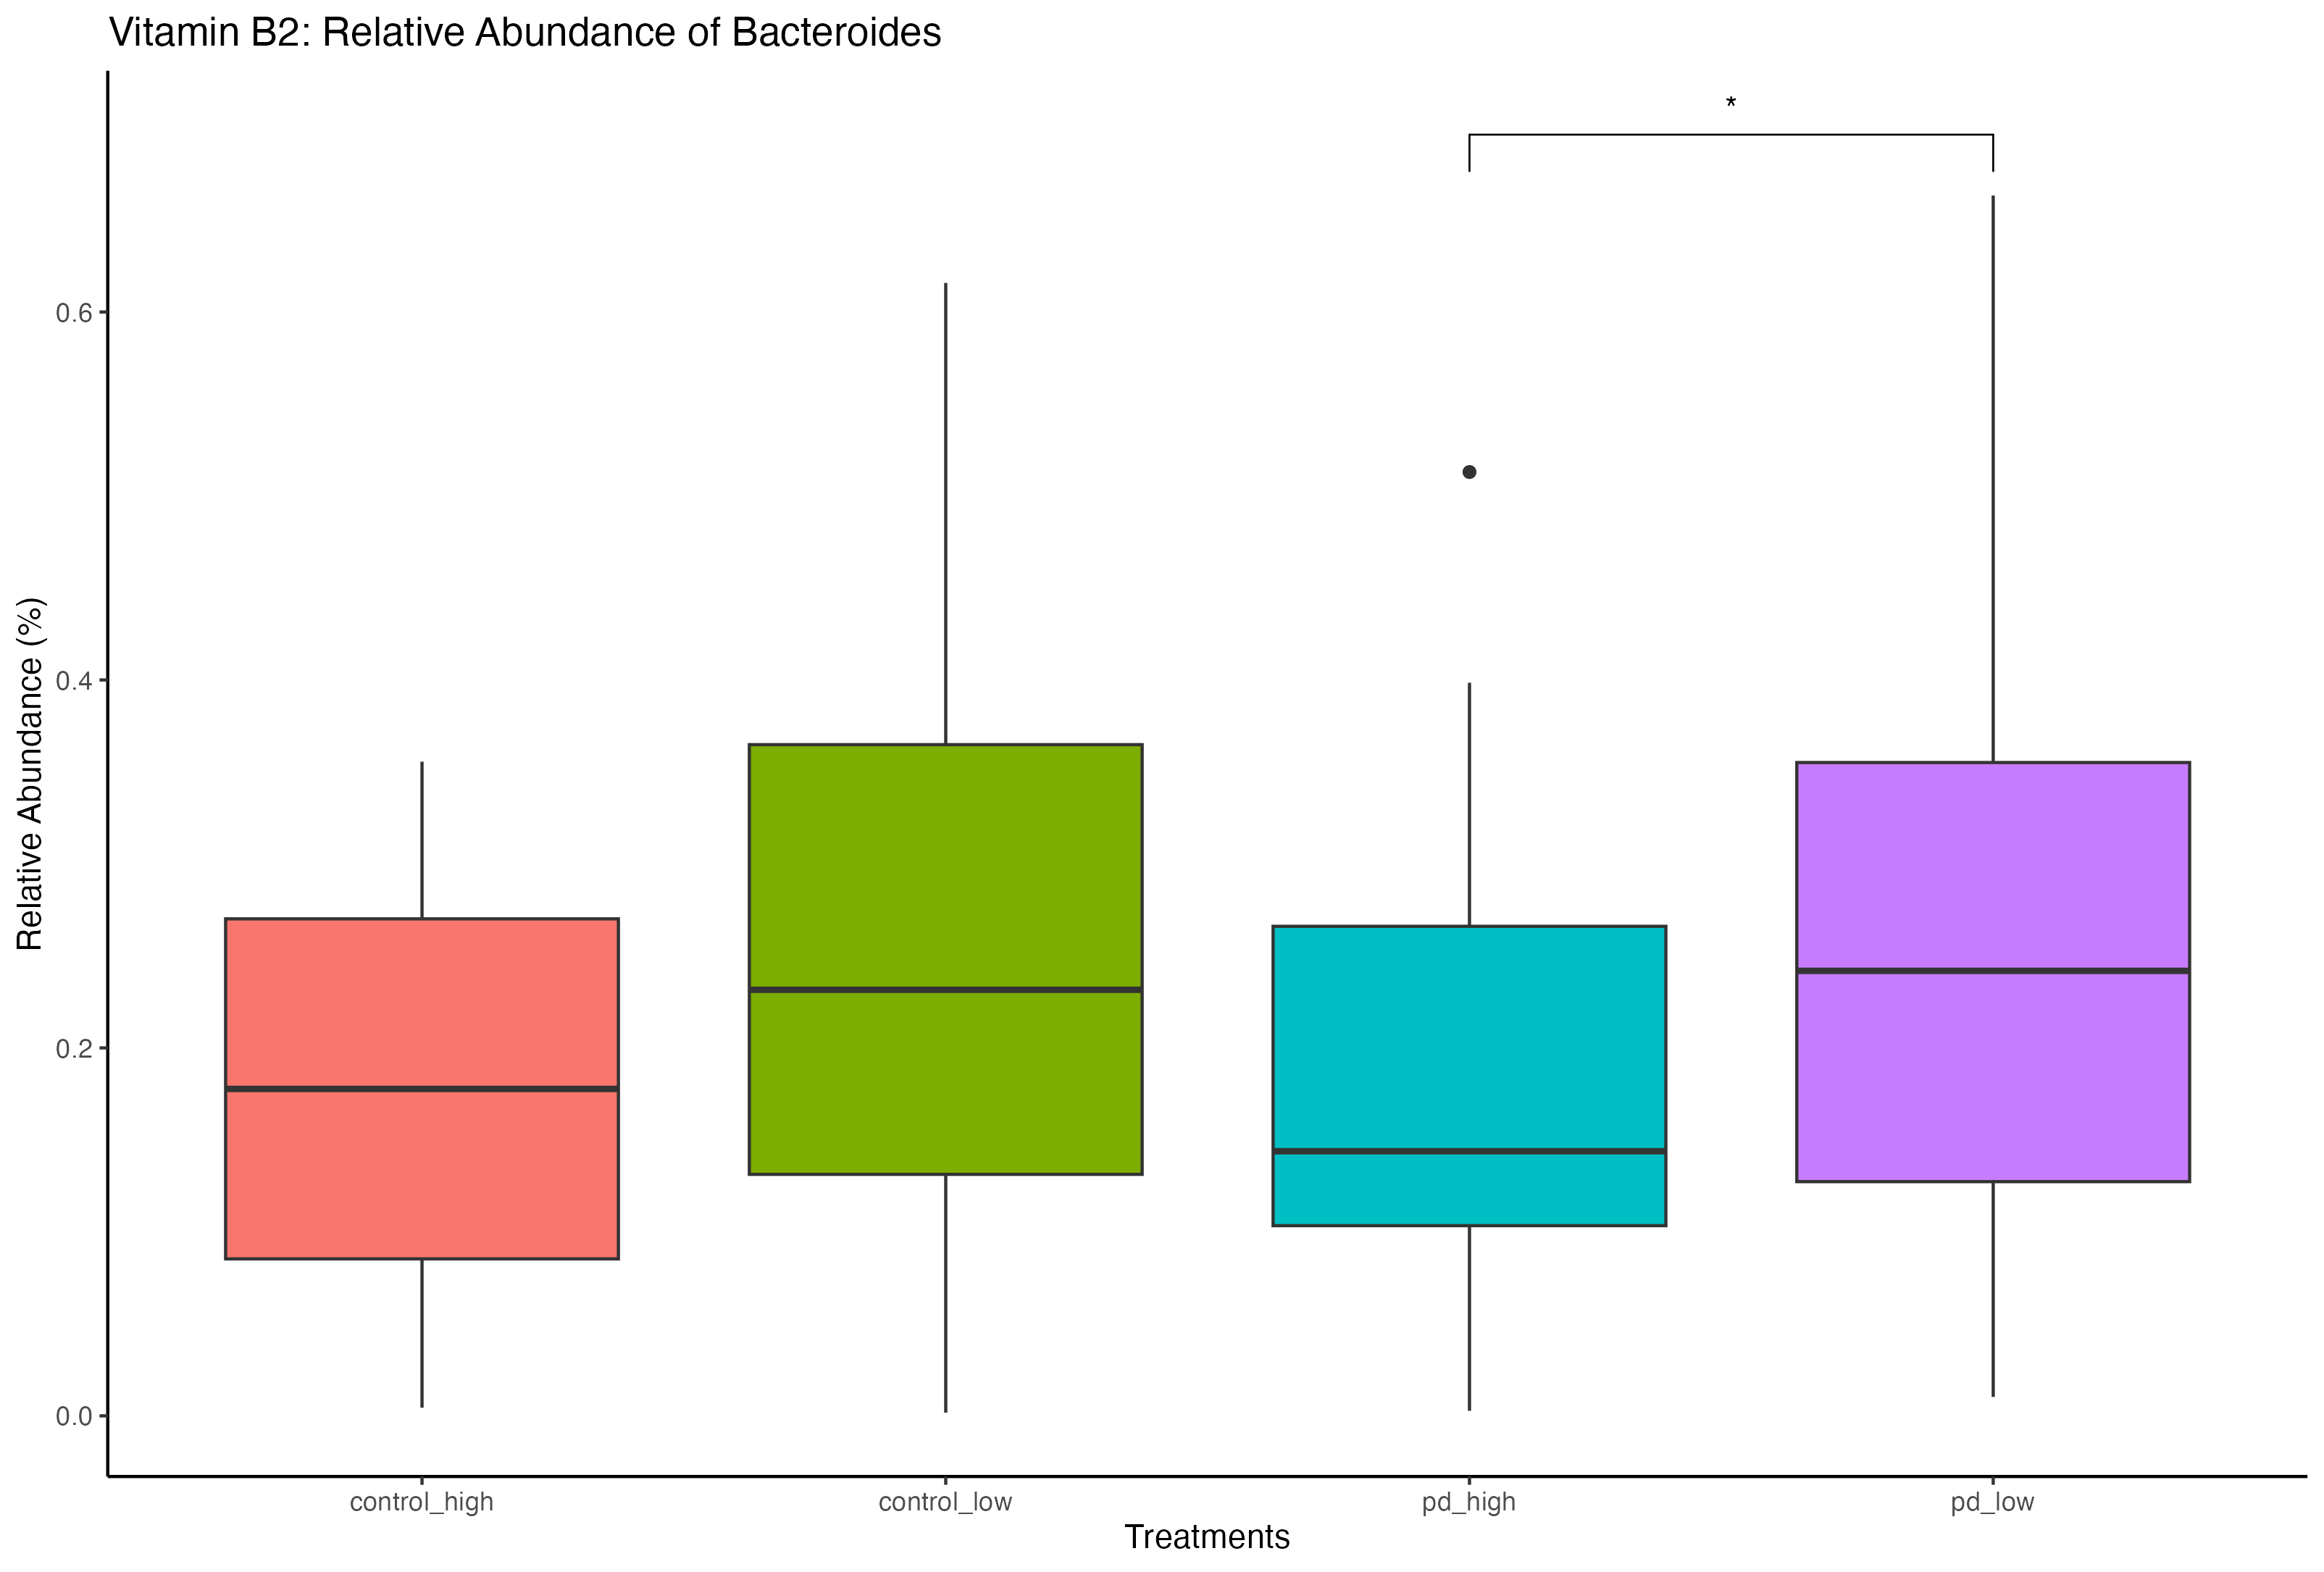 Vitamin B2: Relative Abundance of Bacteroides
*
0.6
0.4
0.2
0.0
Relative Abundance (%)
control_high control_low pd_high pd_low
Treatments